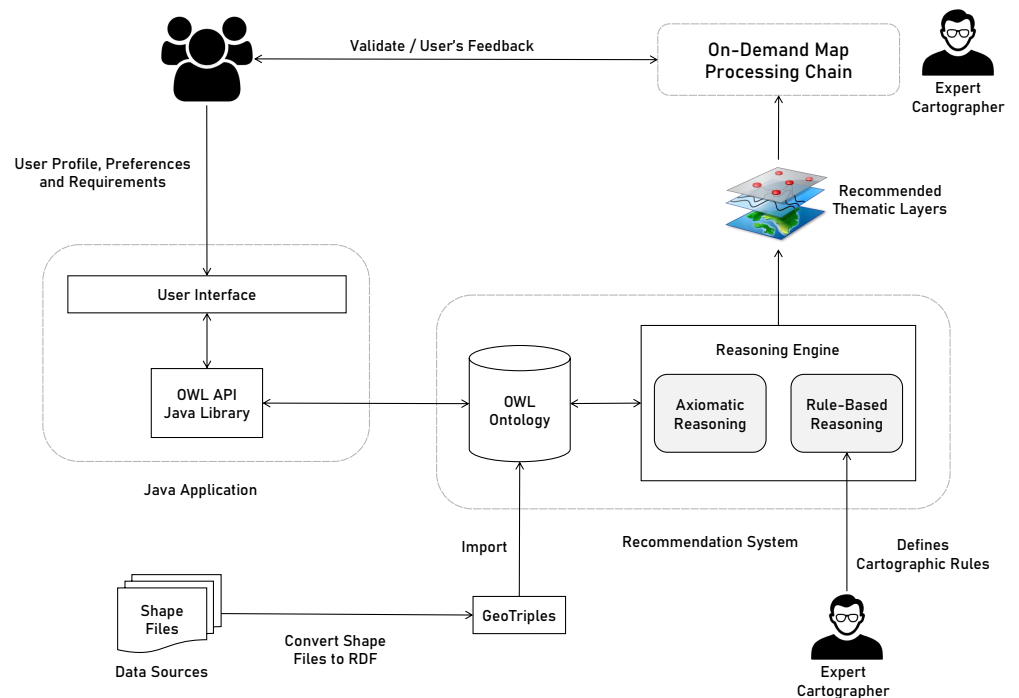 Validate / User's Feedback
On-Demand Map
Processing Chain
Expert
Cartographer
User Profile, Preferences
and Requirements
Recommended
Thematic Layers
User Interface
OWL API
Java Library
Java Application
OWL
Ontology
Reasoning Engine
Axiomatic
Reasoning
Rule-Based
Reasoning
Recommendation System
Import
Defines
Cartographic Rules
Shape
Files
Data Sources
Convert Shape
Files to RDF
GeoTriples
Expert
Cartographer